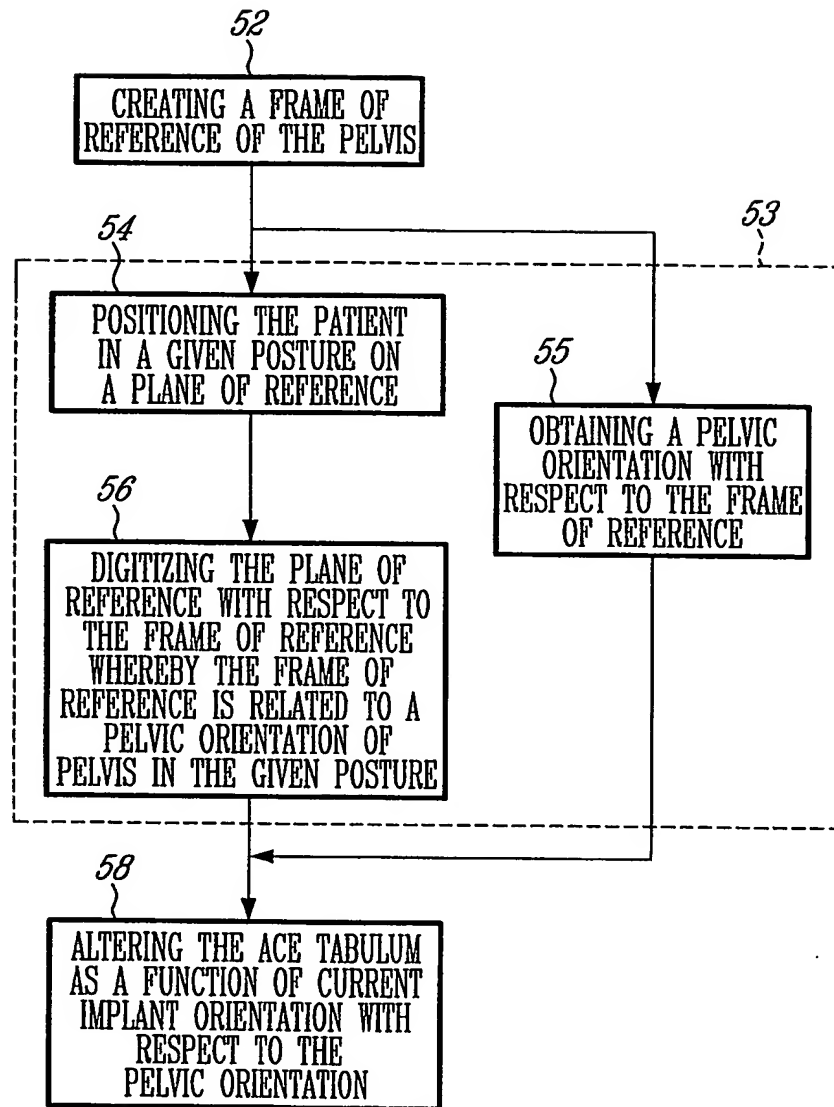 52
CREATING A FRAME OF
REFERENCE OF THE PELVIS
53
54
POSITIONING THE PATIENT
IN A GIVEN POSTURE ON
A PLANE OF REFERENCE
55
OBTAINING A PELVIC
ORIENTATION WITH
RESPECT TO THE FRAME
OF REFERENCE
56
DIGITIZING THE PLANE OF
REFERENCE WITH RESPECT TO
THE FRAME OF REFERENCE
WHEREBY THE FRAME OF
REFERENCE IS RELATED TO A
PELVIC ORIENTATION OF
PELVIS IN THE GIVEN POSTURE
58
ALTERING THE ACE TABULUM
AS A FUNCTION OF CURRENT
IMPLANT ORIENTATION WITH
RESPECT TO THE
PELVIC ORIENTATION